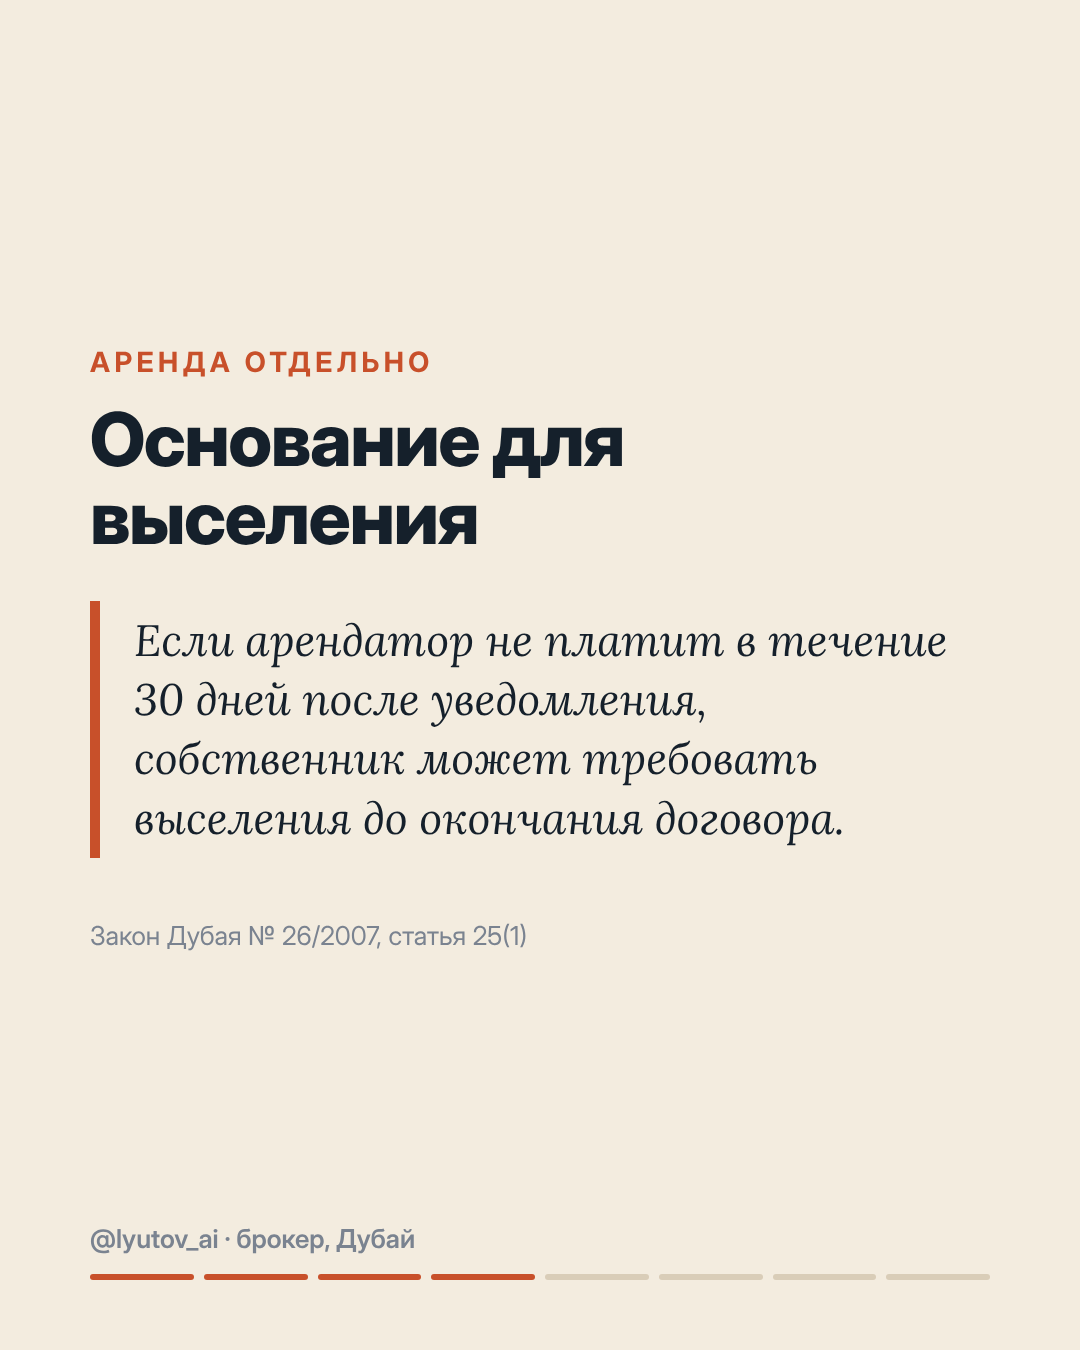 АРЕНДА ОТДЕЛЬНО
Основание для
выселения
Если арендатор не платит в течение
30 дней после уведомления,
собственник может требовать
выселения до окончания договора.
Закон Дубая № 26/2007, статья 25(1)
@lyutov_ai · брокер, Дубай